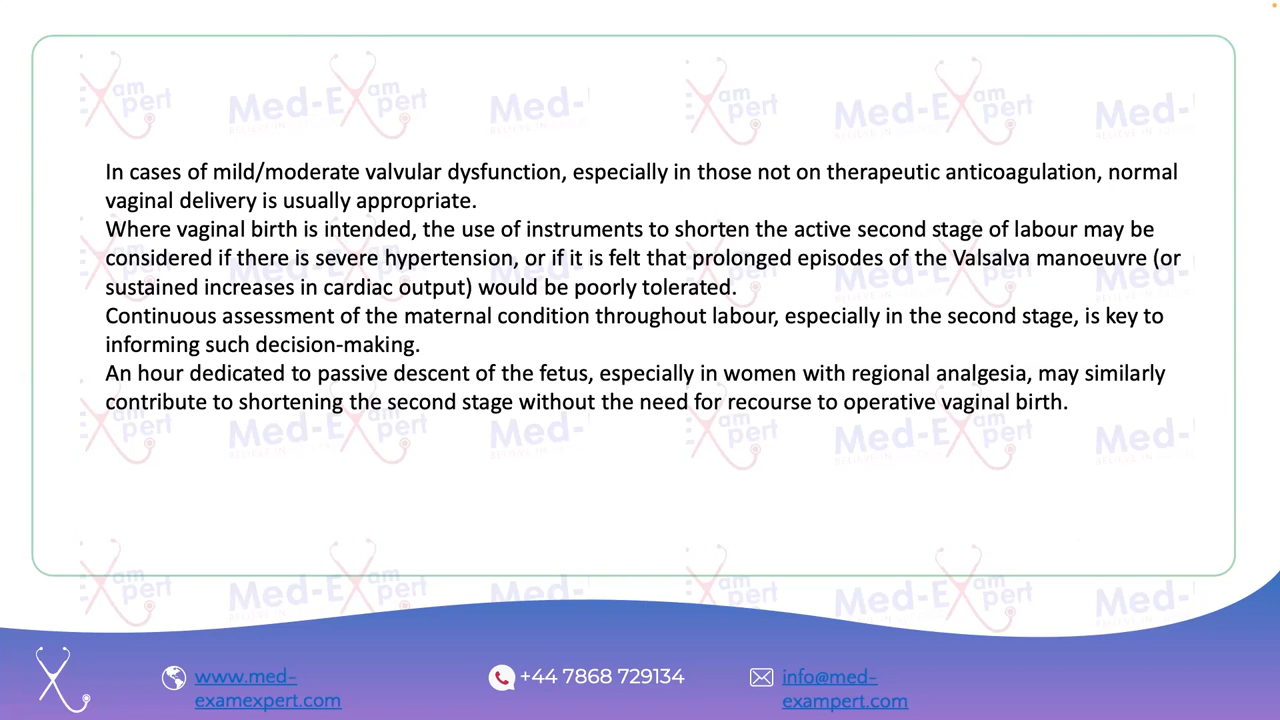 In cases of mild/moderate valvular dysfunction, especially in those not on therapeutic anticoagulation, normal
vaginal delivery is usually appropriate.
Where vaginal birth is intended, the use of instruments to shorten the active second stage of labour may be
considered if there is severe hypertension, or if it is felt that prolonged episodes of the Valsalva manoeuvre (or
sustained increases in cardiac output) would be poorly tolerated.
Continuous assessment of the maternal condition throughout labour, especially in the second stage, is key to
informing such decision-making.
An hour dedicated to passive descent of the fetus, especially in women with regional analgesia, may similarly
contribute to shortening the second stage without the need for recourse to operative vaginal birth.
www.med-
examexpert.com
+44 7868 729134
info@med-
exampert.com